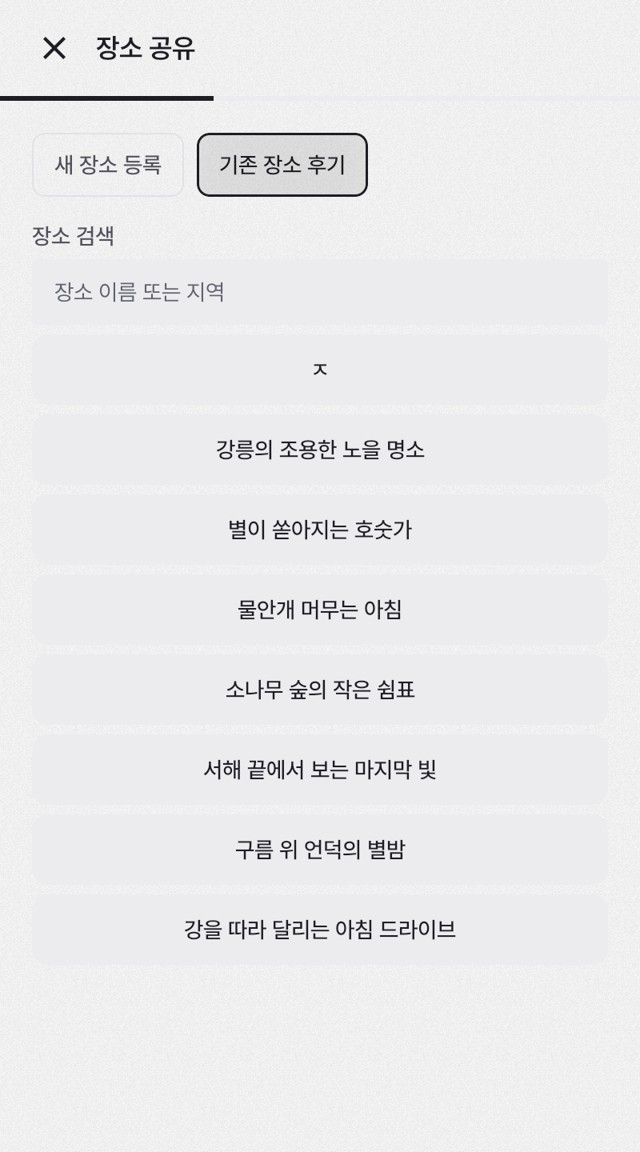 장소 공유
새 장소 등록
기존 장소 후기
장소 검색
장소 이름 또는 지역
ㅈ
강릉의 조용한 노을 명소
별이 쏟아지는 호숫가
물안개 머무는 아침
소나무 숲의 작은 쉼표
서해 끝에서 보는 마지막 빛
구름 위 언덕의 별밤
강을 따라 달리는 아침 드라이브